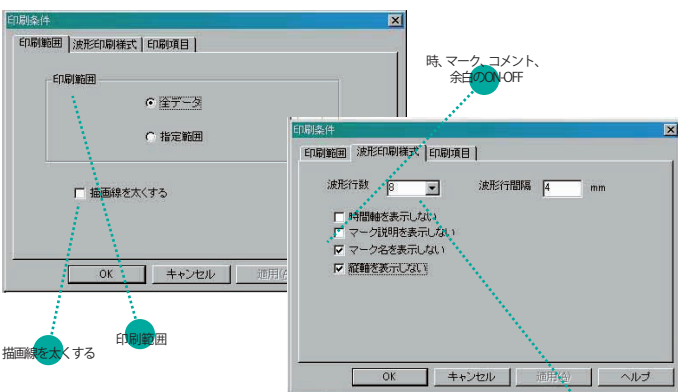 印刷条件
印刷範囲 波形印刷様式 印刷項目
印刷範囲
全データ
指定範囲
描画線を太くする
OK キャンセル 適用(A)
描画線を太くする
印刷範囲
時、マーク、コメント、
余白のON-OFF
印刷条件
印刷範囲 波形印刷様式 印刷項目
波形行数 8 波形行間隔 4 mm
時間軸を表示しない
マーク説明を表示しない
マーク名を表示しない
縦軸を表示しない
OK キャンセル 適用(A) ヘルプ